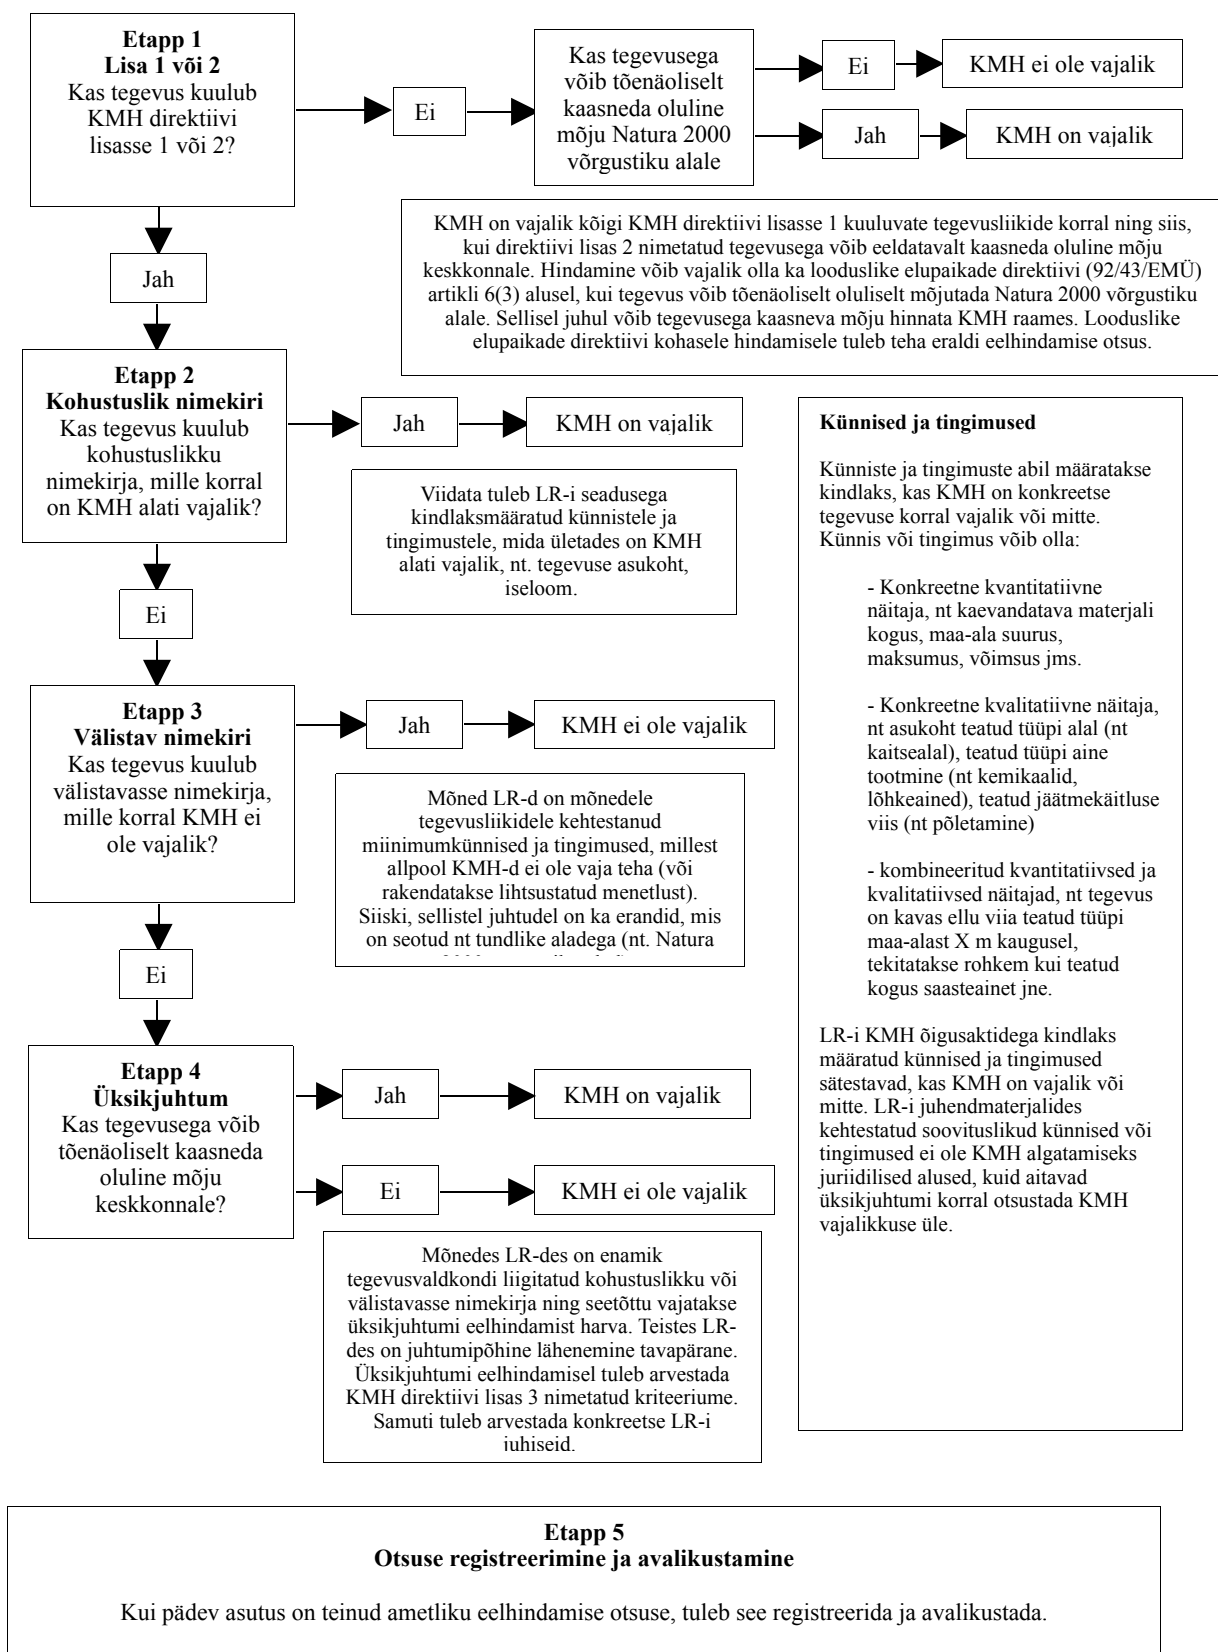 Etapp 1
Lisa 1 või 2
Kas tegevus kuulub
KMH direktiivi
lisasse 1 või 2?
Ei
Kas tegevusega
võib tõenäoliselt
kaasneda oluline
mõju Natura 2000
võrgustiku alale
Ei
KMH ei ole vajalik
Jah
KMH on vajalik
KMH on vajalik kõigi KMH direktiivi lisasse 1 kuuluvate tegevusliikide korral ning siis,
kui direktiivi lisas 2 nimetatud tegevusega võib eeldatavalt kaasneda oluline mõju
keskkonnale. Hindamine võib vajalik olla ka looduslike elupaikade direktiivi (92/43/EMÜ)
artikli 6(3) alusel, kui tegevus võib tõenäoliselt oluliselt mõjutada Natura 2000 võrgustiku
alale. Sellisel juhul võib tegevusega kaasneva mõju hinnata KMH raames. Looduslike
elupaikade direktiivi kohasele hindamisele tuleb teha eraldi eelhindamise otsus.
Jah
Etapp 2
Kohustuslik nimekiri
Kas tegevus kuulub
kohustuslikku
nimekirja, mille korral
on KMH alati vajalik?
Jah
KMH on vajalik
Viidata tuleb LR-i seadusega
kindlaksmääratud künnistele ja
tingimustele, mida ületades on KMH
alati vajalik, nt. tegevuse asukoht,
iseloom.
Ei
Etapp 3
Välistav nimekiri
Kas tegevus kuulub
välistavasse nimekirja,
mille korral KMH ei
ole vajalik?
Jah
KMH ei ole vajalik
Mõned LR-d on mõnedele
tegevusliikidele kehtestanud
miinimumkünnised ja tingimused, millest
allpool KMH-d ei ole vaja teha (või
rakendatakse lihtsustatud menetlust).
Siiski, sellistel juhtudel on ka erandid, mis
on seotud nt tundlike aladega (nt. Natura
Ei
Etapp 4
Üksikjuhtum
Kas tegevusega võib
tõenäoliselt kaasneda
oluline mõju
keskkonnale?
Jah
KMH on vajalik
Ei
KMH ei ole vajalik
Mõnedes LR-des on enamik
tegevusvaldkondi liigitatud kohustuslikku või
välistavasse nimekirja ning seetõttu vajatakse
üksikjuhtumi eelhindamist harva. Teistes LR-
des on juhtumipõhine lähenemine tavapärane.
Üksikjuhtumi eelhindamisel tuleb arvestada
KMH direktiivi lisas 3 nimetatud kriteeriume.
Samuti tuleb arvestada konkreetse LR-i
juhiseid.
Künnised ja tingimused
Künniste ja tingimuste abil määratakse
kindlaks, kas KMH on konkreetse
tegevuse korral vajalik või mitte.
Künnis või tingimus võib olla:
- Konkreetne kvantitatiivne
näitaja, nt kaevandatava materjali
kogus, maa-ala suurus,
maksumus, võimsus jms.
- Konkreetne kvalitatiivne näitaja,
nt asukoht teatud tüüpi alal (nt
kaitsealal), teatud tüüpi aine
tootmine (nt kemikaalid,
lõhkeained), teatud jäätmekäitluse
viis (nt põletamine)
- kombineeritud kvantitatiivsed ja
kvalitatiivsed näitajad, nt tegevus
on kavas ellu viia teatud tüüpi
maa-alast X m kaugusel,
tekitatakse rohkem kui teatud
kogus saasteainet jne.
LR-i KMH õigusaktidega kindlaks
määratud künnised ja tingimused
sätestavad, kas KMH on vajalik või
mitte. LR-i juhendmaterjalides
kehtestatud soovituslikud künnised või
tingimused ei ole KMH algatamiseks
juriidilised alused, kuid aitavad
üksikjuhtumi korral otsustada KMH
vajalikkuse üle.
Etapp 5
Otsuse registreerimine ja avalikustamine
Kui pädev asutus on teinud ametliku eelhindamise otsuse, tuleb see registreerida ja avalikustada.